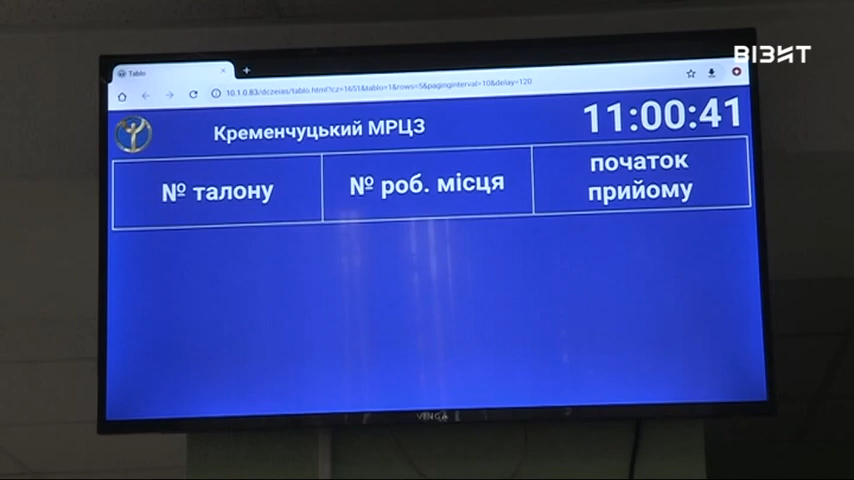 ВІЗИТ
Tablo
10.1.0.83/dczeias/tablo.html?cz=1651&tablo=1&rows=5&paginginterval=10&delay=120
Кременчуцький МРЦЗ
11:00:41
№ талону
№ роб. місця
початок
прийому
VINGA